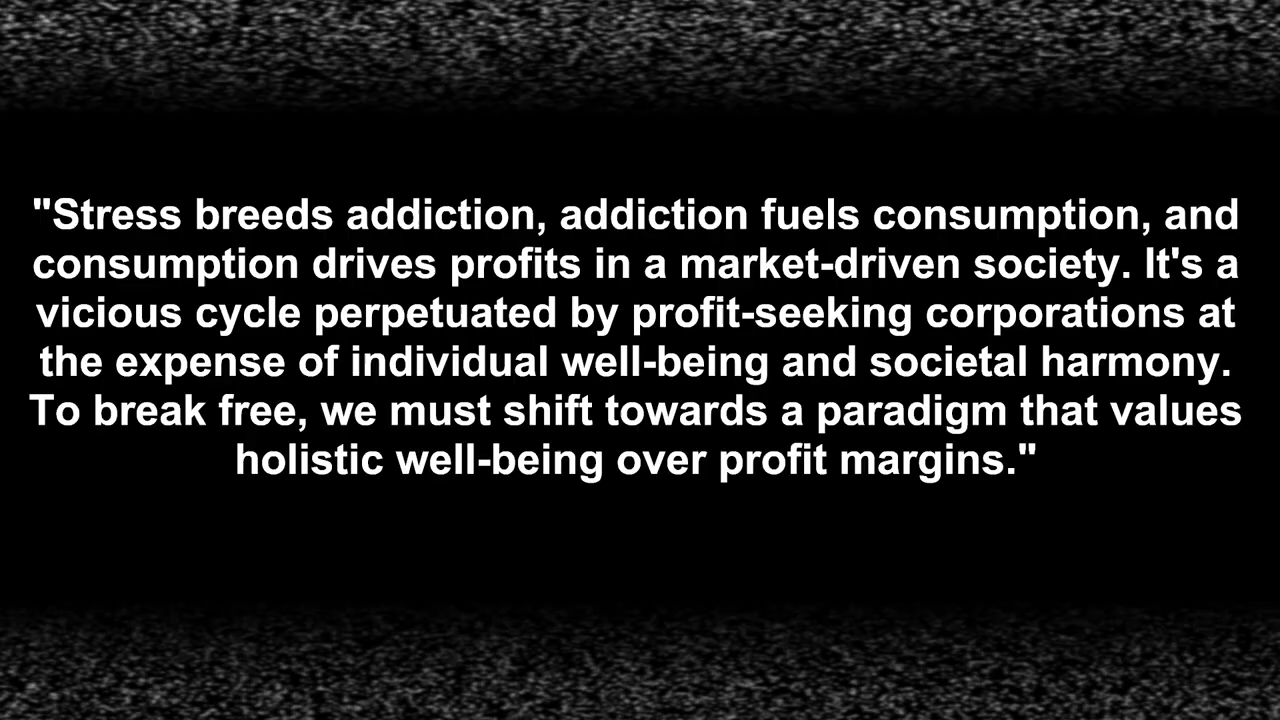 "Stress breeds addiction, addiction fuels consumption, and
consumption drives profits in a market-driven society. It's a
vicious cycle perpetuated by profit-seeking corporations at
the expense of individual well-being and societal harmony.
To break free, we must shift towards a paradigm that values
holistic well-being over profit margins."